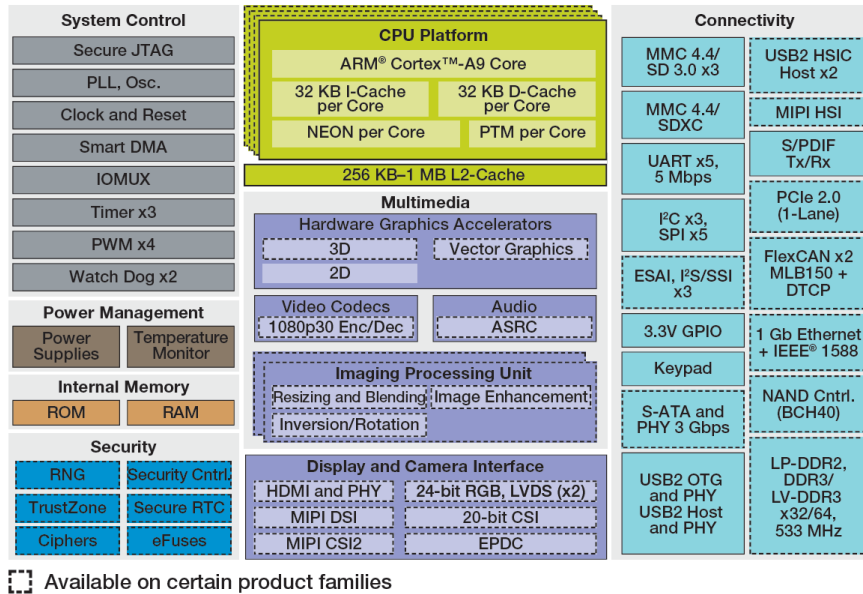 System Control
Secure JTAG
PLL, Osc.
Clock and Reset
Smart DMA
IOMUX
Timer x3
PWM x4
Watch Dog x2
Power Management
Power
Supplies
Temperature
Monitor
Internal Memory
ROM
RAM
Security
RNG
Security Cntrl.
TrustZone
Secure RTC
Ciphers
eFuses
CPU Platform
ARM® Cortex™-A9 Core
32 KB I-Cache
per Core
32 KB D-Cache
per Core
NEON per Core
PTM per Core
256 KB–1 MB L2-Cache
Multimedia
Hardware Graphics Accelerators
3D
Vector Graphics
2D
Video Codecs
1080p30 Enc/Dec
Audio
ASRC
Imaging Processing Unit
Resizing and Blending
Image Enhancement
Inversion/Rotation
Display and Camera Interface
HDMI and PHY
24-bit RGB, LVDS (x2)
MIPI DSI
20-bit CSI
MIPI CSI2
EPDC
Connectivity
MMC 4.4/
SD 3.0 x3
MMC 4.4/
SDXC
UART x5,
5 Mbps
I²C x3,
SPI x5
ESAI, I²S/SSI
x3
3.3V GPIO
Keypad
S-ATA and
PHY 3 Gbps
USB2 OTG
and PHY
USB2 Host
and PHY
USB2 HSIC
Host x2
MIPI HSI
S/PDIF
Tx/Rx
PCIe 2.0
(1-Lane)
FlexCAN x2
MLB150 +
DTCP
1 Gb Ethernet
+ IEEE® 1588
NAND Cntrl.
(BCH40)
LP-DDR2,
DDR3/
LV-DDR3
x32/64,
533 MHz
Available on certain product families